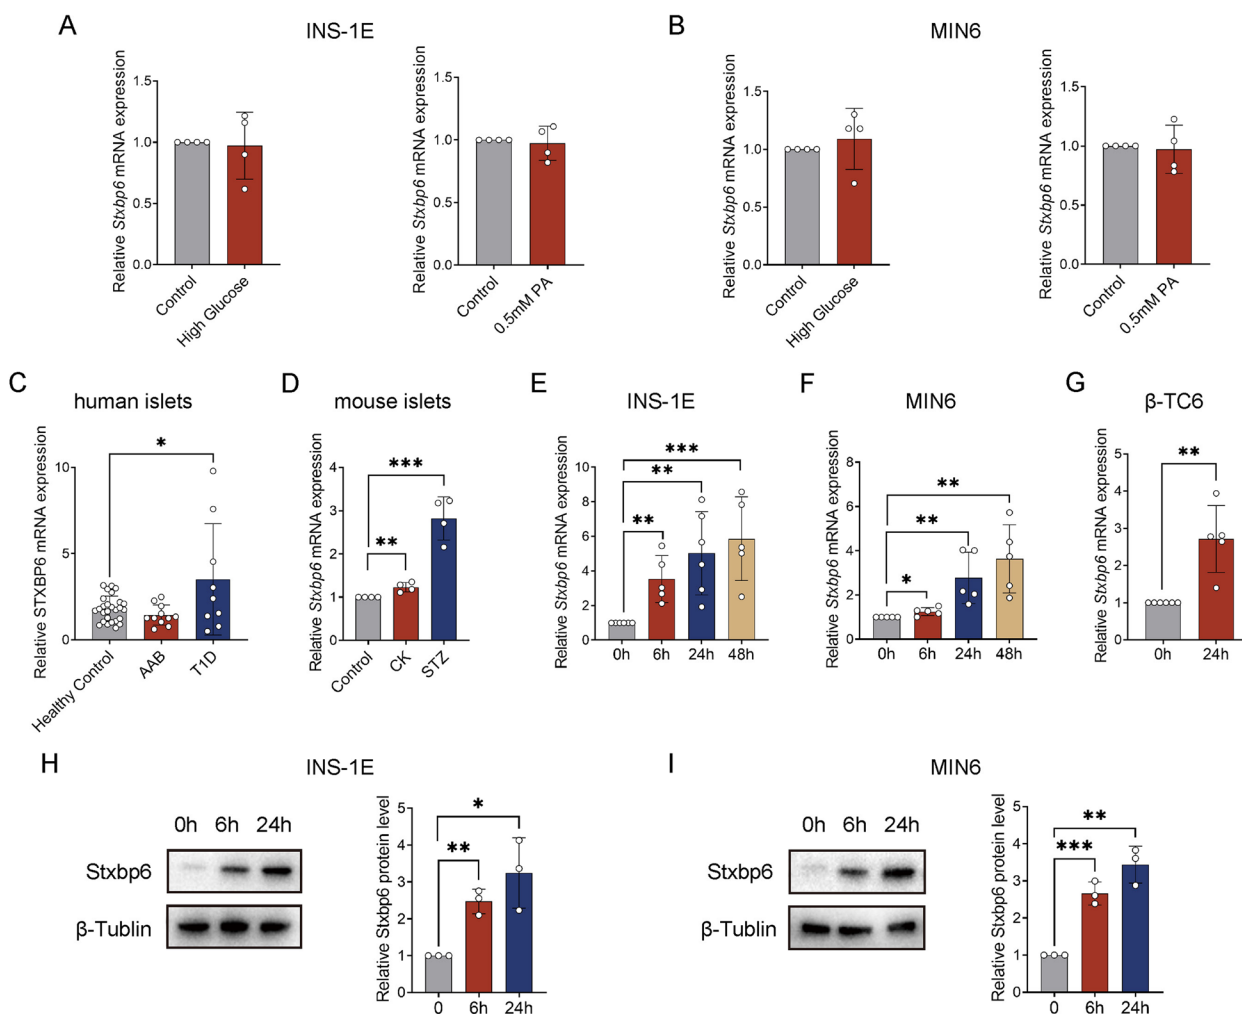 A
INS-1E
B
MIN6
Relative Stxbp6 mRNA expression
1.5
1.0
0.5
0.0
Control
High Glucose
Relative Stxbp6 mRNA expression
1.5
1.0
0.5
0.0
Control
0.5mM PA
Relative Stxbp6 mRNA expression
1.5
1.0
0.5
0.0
Control
High Glucose
Relative Stxbp6 mRNA expression
1.5
1.0
0.5
0.0
Control
0.5mM PA
C
human islets
Relative STXBP6 mRNA expression
10
5
0
*
Healthy Control
AAB
T1D
D
mouse islets
Relative Stxbp6 mRNA expression
4
3
2
1
0
***
**
Control
CK
STZ
E
INS-1E
Relative Stxbp6 mRNA expression
10
8
6
4
2
0
***
**
**
0h 6h 24h 48h
F
MIN6
Relative Stxbp6 mRNA expression
8
6
4
2
0
**
**
*
0h 6h 24h 48h
G
β-TC6
Relative Stxbp6 mRNA expression
5
4
3
2
1
0
**
0h 24h
H
INS-1E
0h 6h 24h
Stxbp6
β-Tublin
Relative Stxbp6 protein level
5
4
3
2
1
0
*
**
0 6h 24h
I
MIN6
0h 6h 24h
Stxbp6
β-Tublin
Relative Stxbp6 protein level
5
4
3
2
1
0
**
***
0 6h 24h